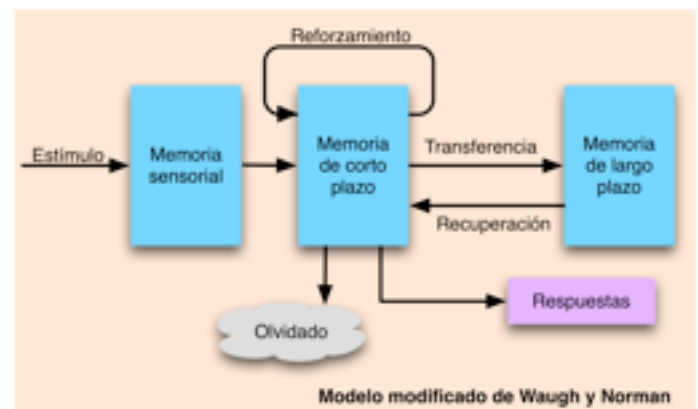 Reforzamiento
Estímulo
Memoria
sensorial
Memoria
de corto
plazo
Transferencia
Recuperación
Memoria
de largo
plazo
Olvidado
Respuestas
Modelo modificado de Waugh y Norman